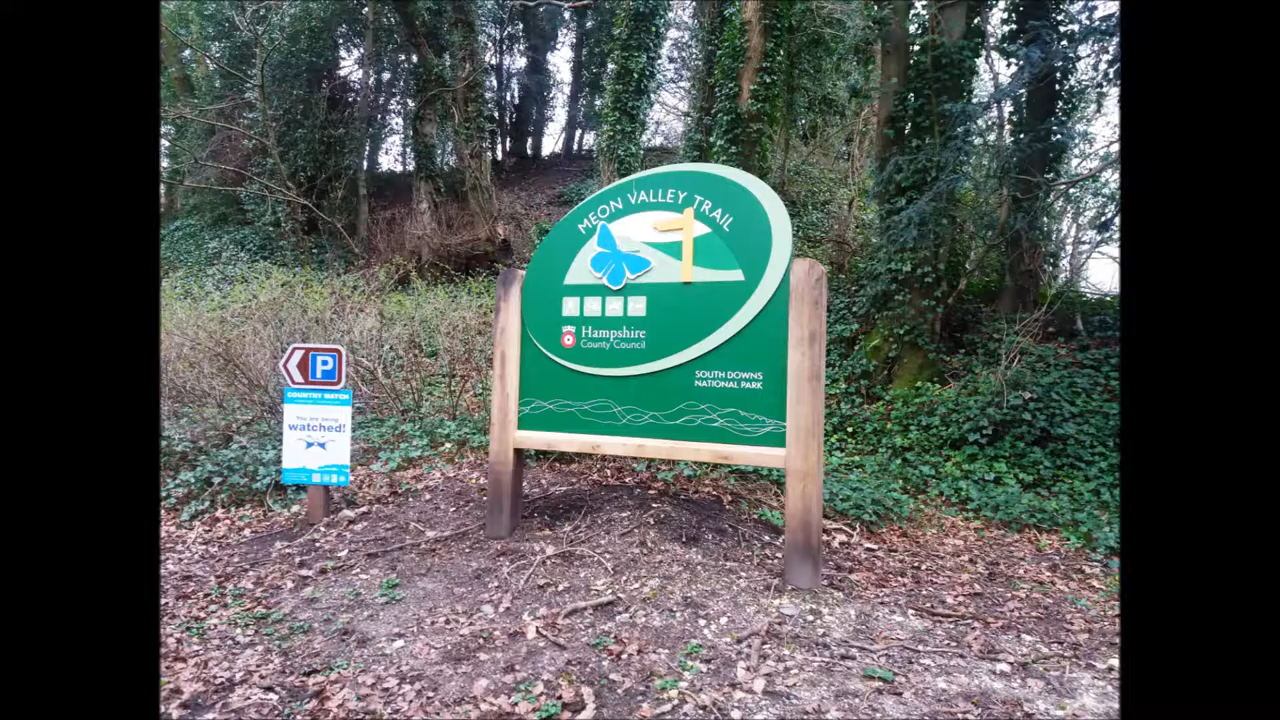 MEON VALLEY TRAIL
Hampshire
County Council
SOUTH DOWNS
NATIONAL PARK
P
COUNTRY WATCH
You are being
watched!